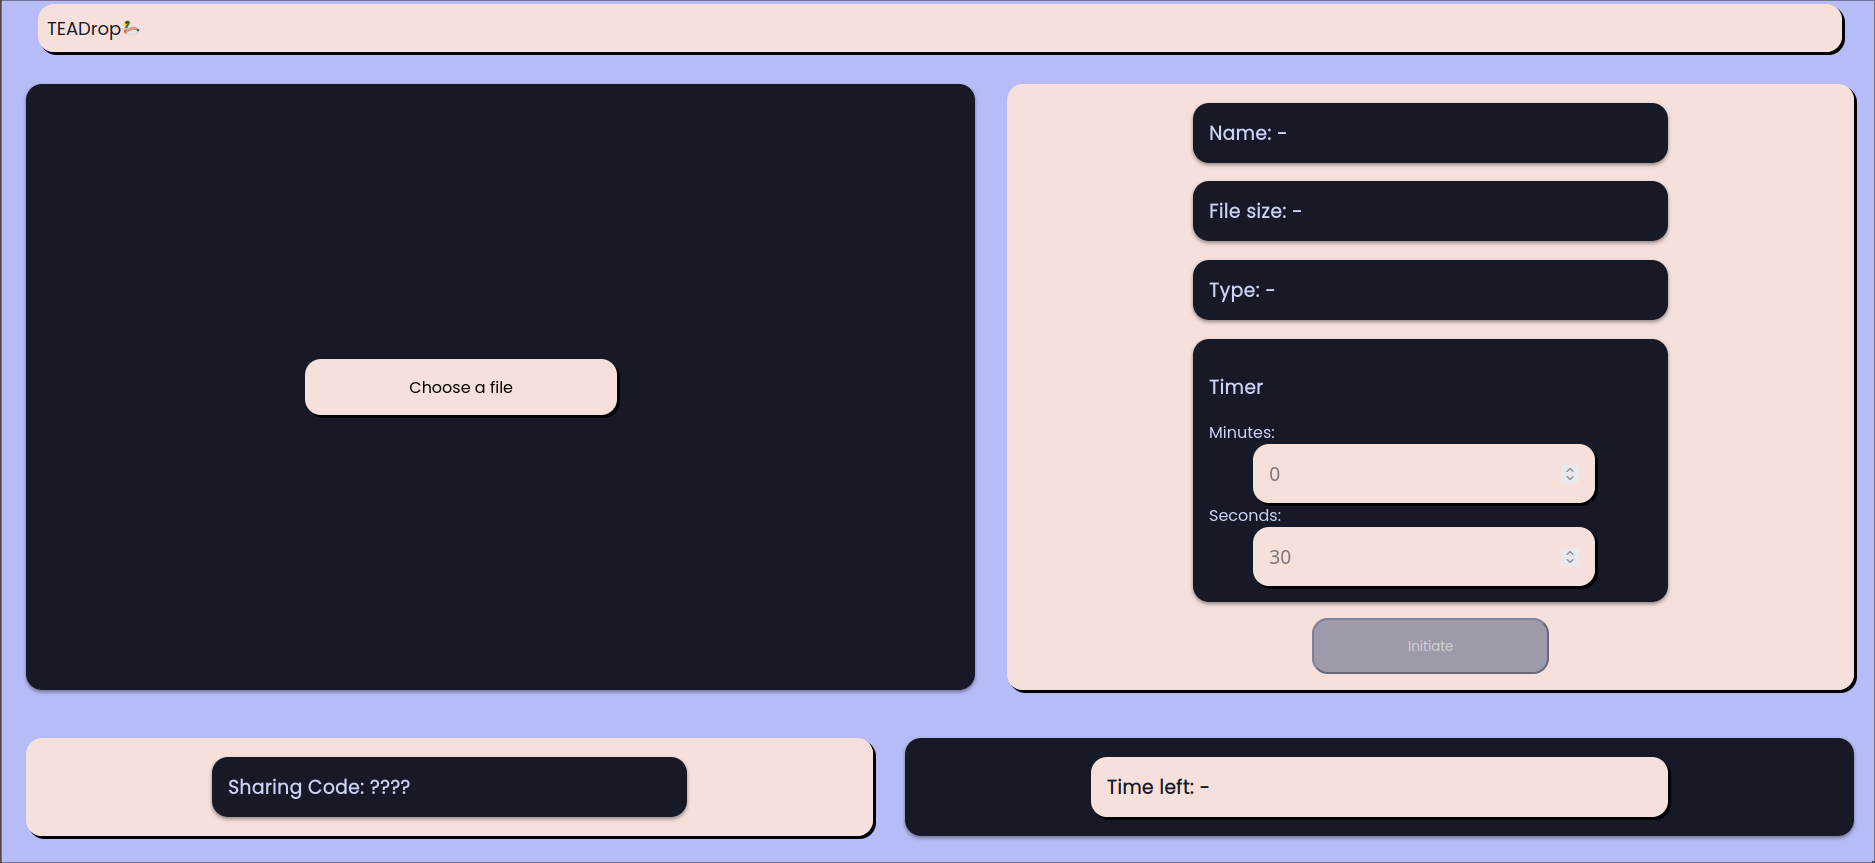 TEADrop
Choose a file
Name: -
File size: -
Type: -
Timer
Minutes:
0
Seconds:
30
Initiate
Sharing Code: ????
Time left: -